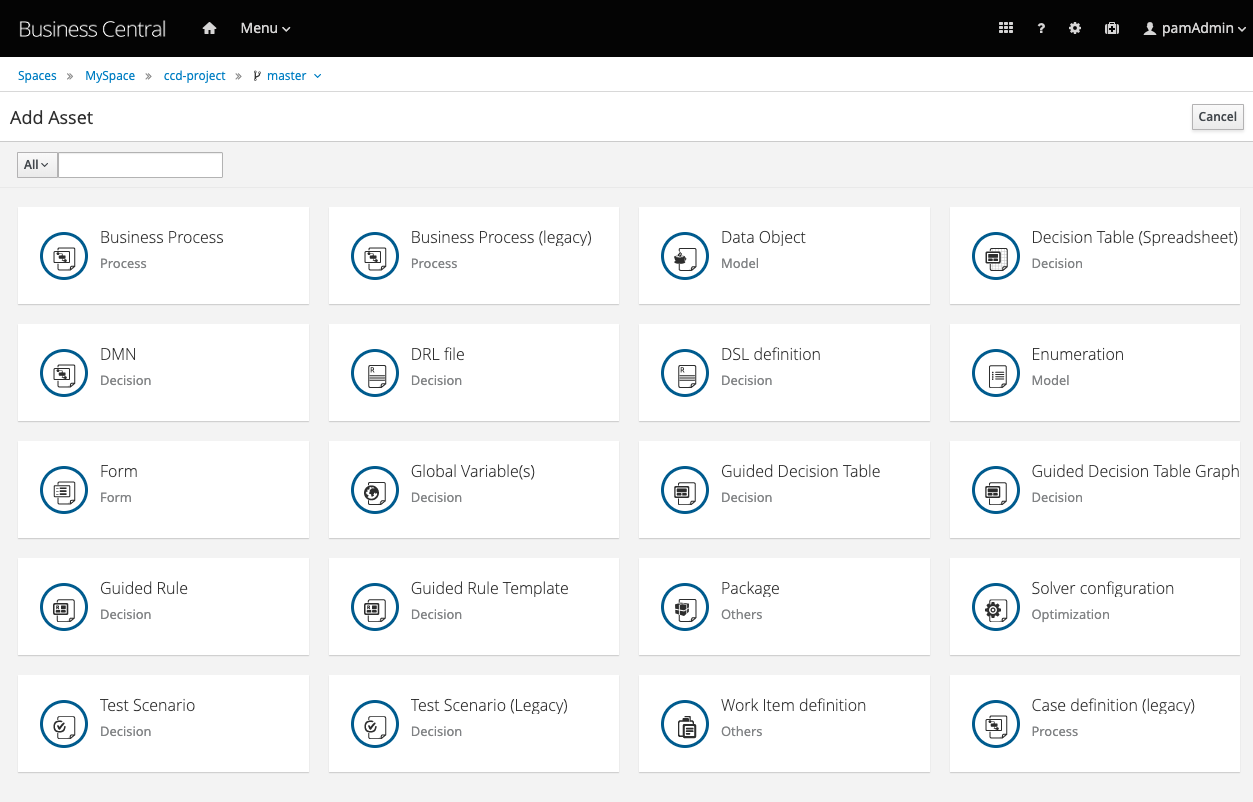 Business Central Menu ? pamAdmin
Spaces » MySpace » ccd-project » master
Add Asset Cancel
All
Business Process
Process
Business Process (legacy)
Process
Data Object
Model
Decision Table (Spreadsheet)
Decision
DMN
Decision
DRL file
Decision
DSL definition
Decision
Enumeration
Model
Form
Form
Global Variable(s)
Decision
Guided Decision Table
Decision
Guided Decision Table Graph
Decision
Guided Rule
Decision
Guided Rule Template
Decision
Package
Others
Solver configuration
Optimization
Test Scenario
Decision
Test Scenario (Legacy)
Decision
Work Item definition
Others
Case definition (legacy)
Process